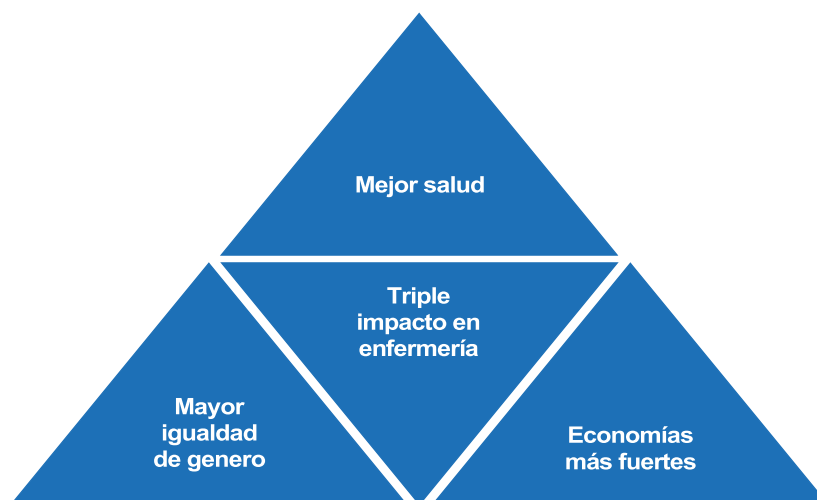 Mejor salud
Triple
impacto en
enfermería
Mayor
igualdad
de genero
Economías
más fuertes